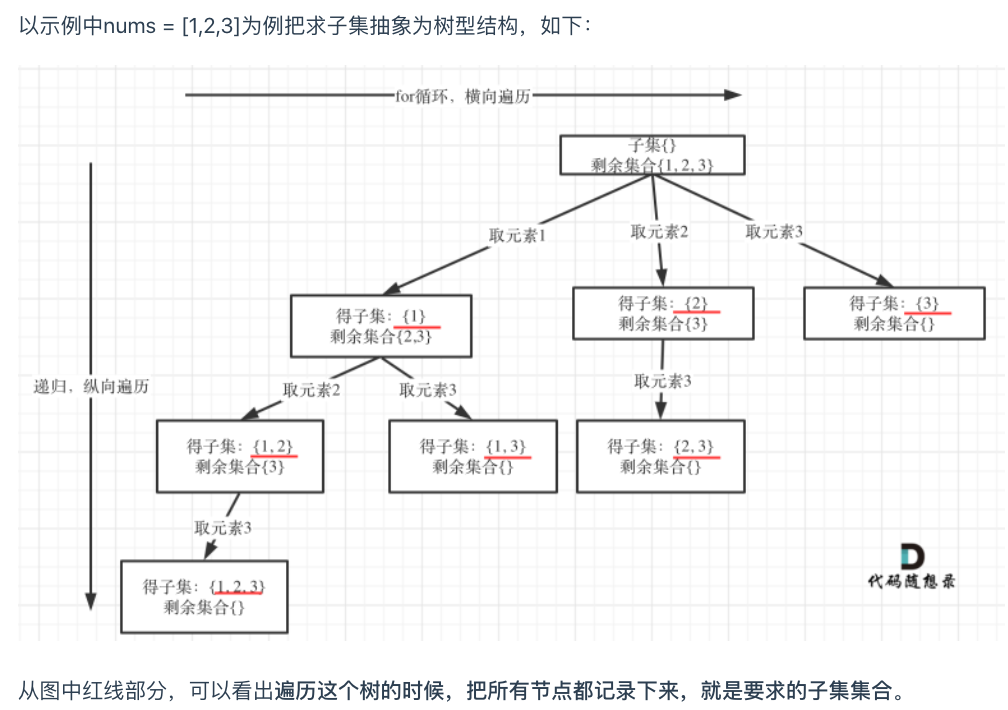 以示例中nums = [1,2,3]为例把求子集抽象为树型结构，如下：
for循环，横向遍历
子集{}
剩余集合{1, 2, 3}
取元素1
取元素2
取元素3
得子集：{1}
剩余集合{2,3}
得子集：{2}
剩余集合{3}
得子集：{3}
剩余集合{}
递归，纵向遍历
取元素2
取元素3
取元素3
得子集：{1, 2}
剩余集合{3}
得子集：{1, 3}
剩余集合{}
得子集：{2, 3}
剩余集合{}
取元素3
得子集：{1, 2, 3}
剩余集合{}
代码随想录
从图中红线部分，可以看出遍历这个树的时候，把所有节点都记录下来，就是要求的子集集合。